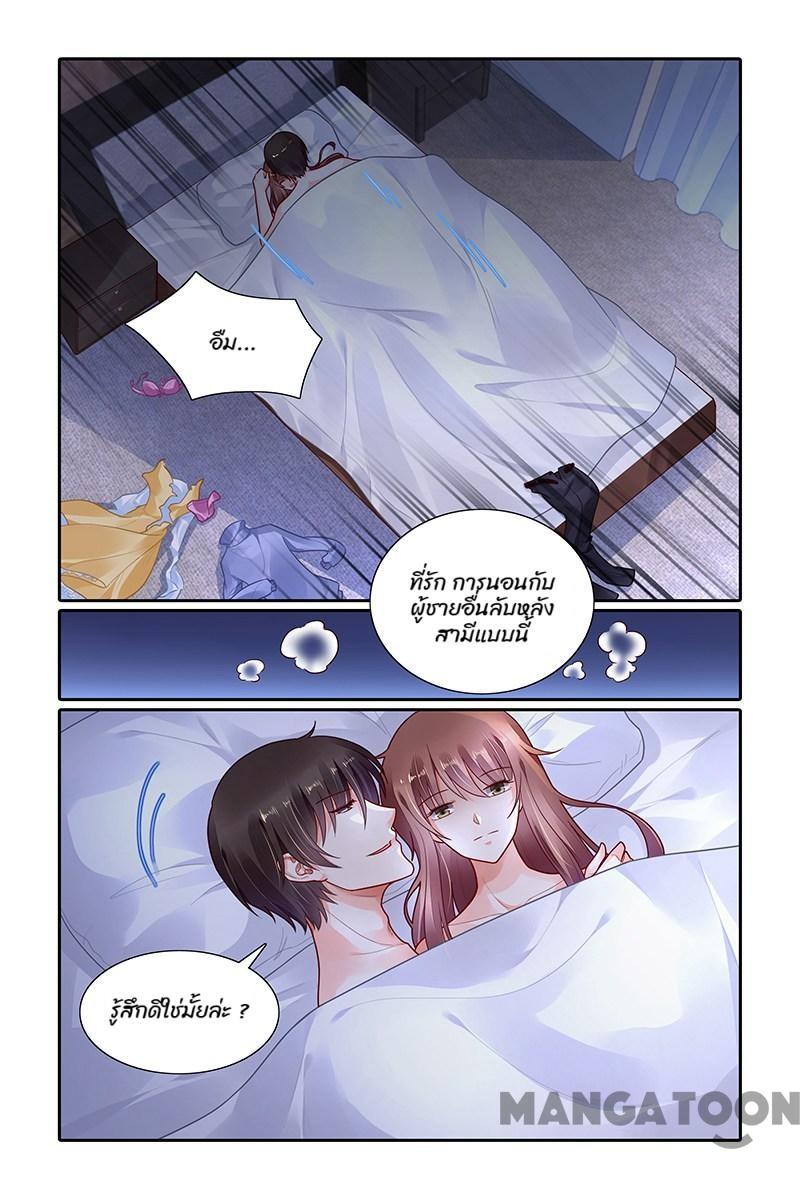 อืม...
ที่รัก การนอนกับ
ผู้ชายอื่นลับหลัง
สามีแบบนี้
รู้สึกดีใช่มั้ยล่ะ ?
MANGATOON